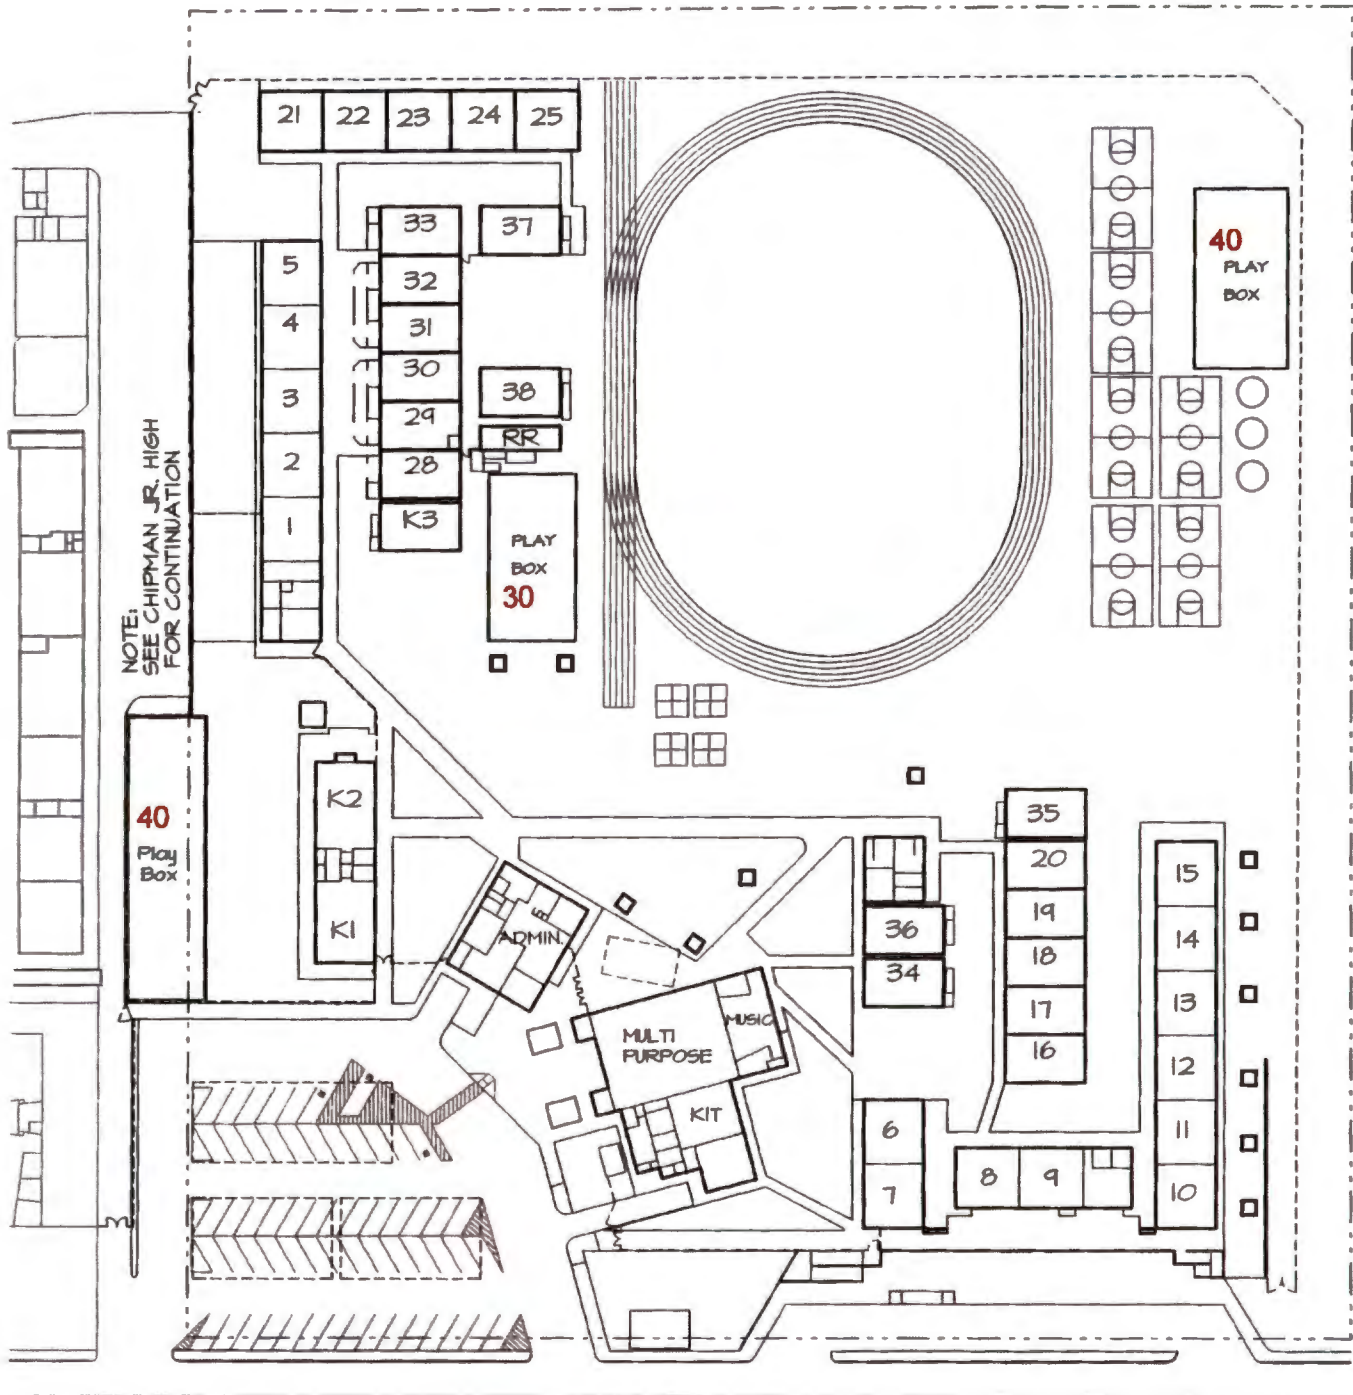 21 22 23 24 25
33 37
5 32
4 31
30
3 38
29
RR
2 28
1 K3
PLAY
BOX
30
40
PLAY
BOX
NOTE:
SEE CHIPMAN JR. HIGH
FOR CONTINUATION
40
Play
Box
K2
K1
ADMIN.
MULTI
PURPOSE
MUSIC
KIT
35
20
19
18
17
16
36
34
15
14
13
12
11
10
6
7
8 9